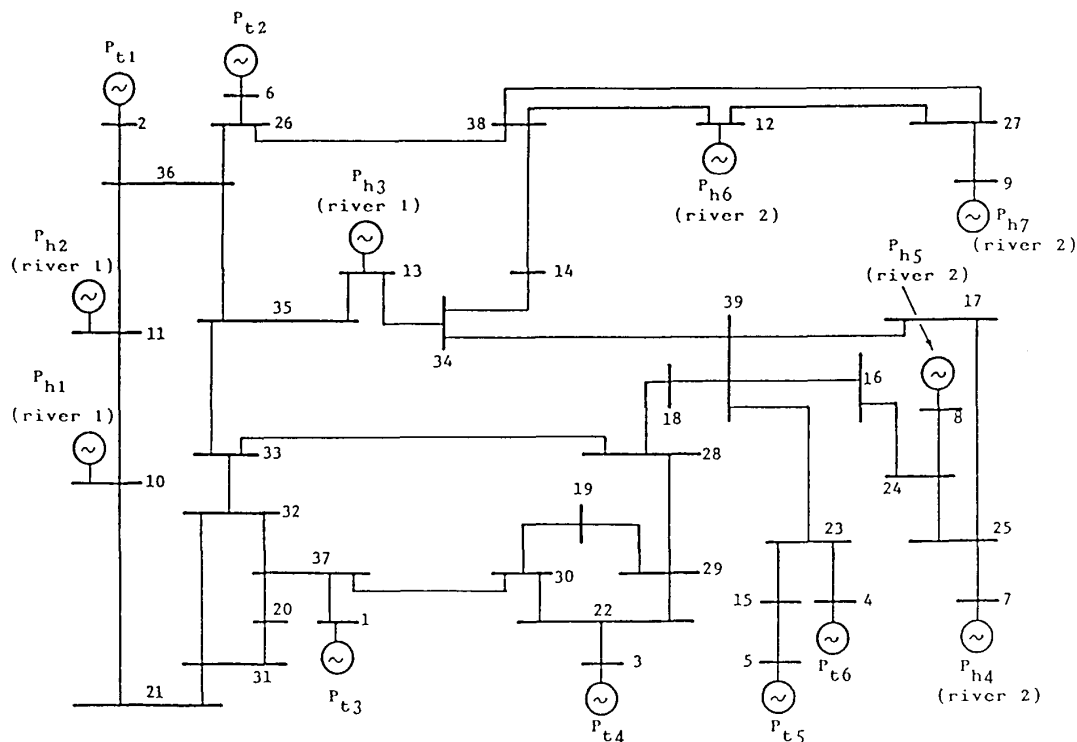 P_t2
P_t1
6
2
26
38
12
27
36
P_h3
(river 1)
P_h6
(river 2)
9
P_h7
(river 2)
P_h2
(river 1)
13
14
P_h5
(river 2)
17
35
39
11
34
16
P_h1
(river 1)
18
8
33
28
10
24
19
32
23
25
37
30
29
20
22
15
4
7
1
31
3
5
P_t6
P_h4
(river 2)
21
P_t3
P_t4
P_t5